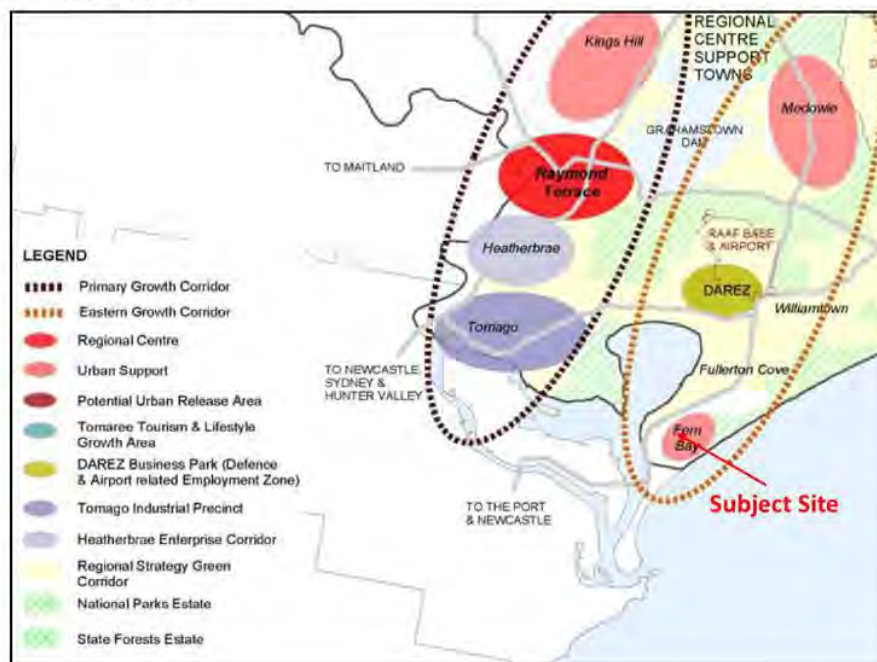 REGIONAL
CENTRE
SUPPORT
TOWNS
Kings Hill
Medowie
GRAHAMSTOWN
DAM
TO MAITLAND
Raymond
Terrace
RAAF BASE
& AIRPORT
Heatherbrae
DAREZ
Williamtown
Tomago
Fullerton Cove
TO NEWCASTLE
SYDNEY &
HUNTER VALLEY
Fern
Bay
Subject Site
TO THE PORT
& NEWCASTLE
LEGEND
Primary Growth Corridor
Eastern Growth Corridor
Regional Centre
Urban Support
Potential Urban Release Area
Tomaree Tourism & Lifestyle
Growth Area
DAREZ Business Park (Defence
& Airport related Employment Zone)
Tomago Industrial Precinct
Heatherbrae Enterprise Corridor
Regional Strategy Green
Corridor
National Parks Estate
State Forests Estate